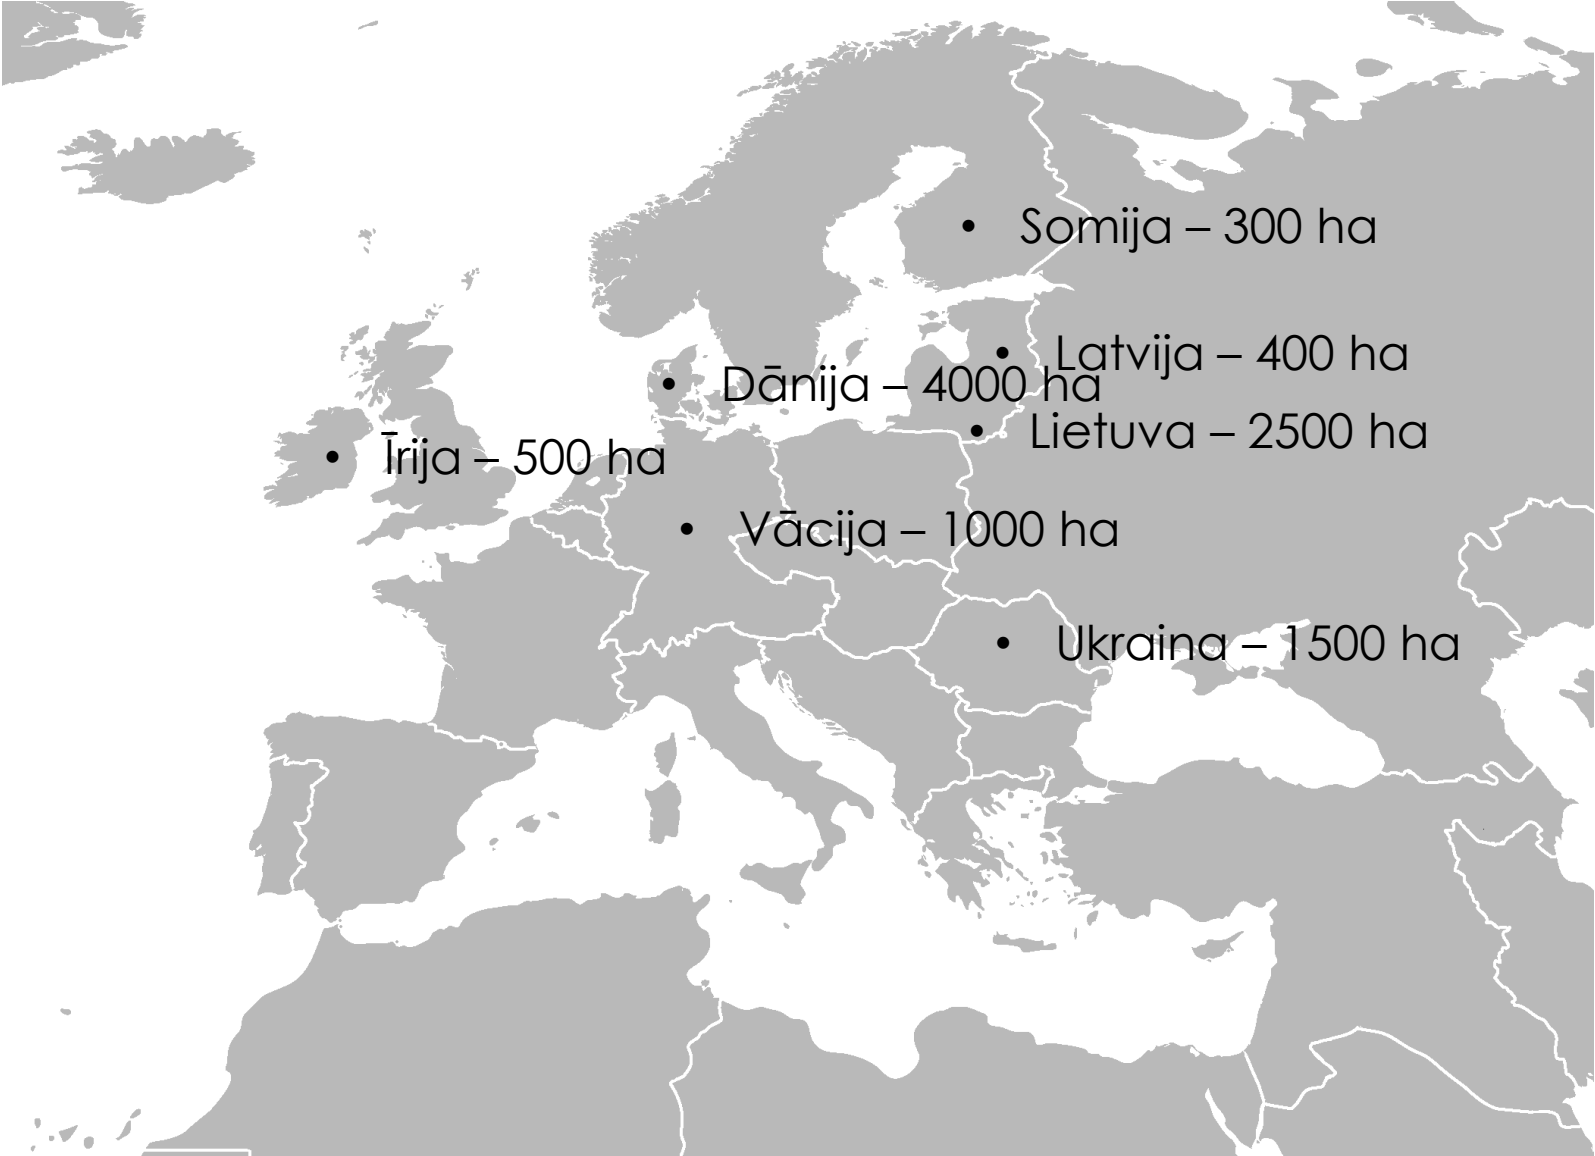 • Somija – 300 ha
• Latvija – 400 ha
• Dānija – 4000 ha
• Lietuva – 2500 ha
• Īrija – 500 ha
• Vācija – 1000 ha
• Ukraina – 1500 ha